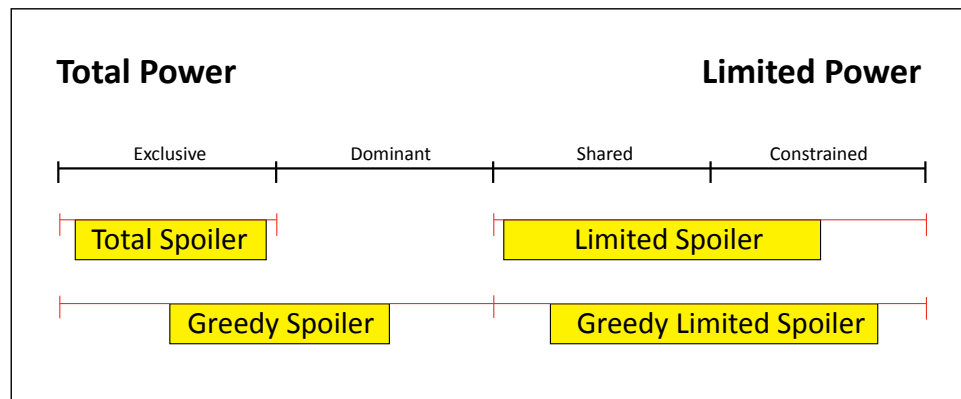 Total Power Limited Power
Exclusive Dominant Shared Constrained
Total Spoiler Limited Spoiler
Greedy Spoiler Greedy Limited Spoiler